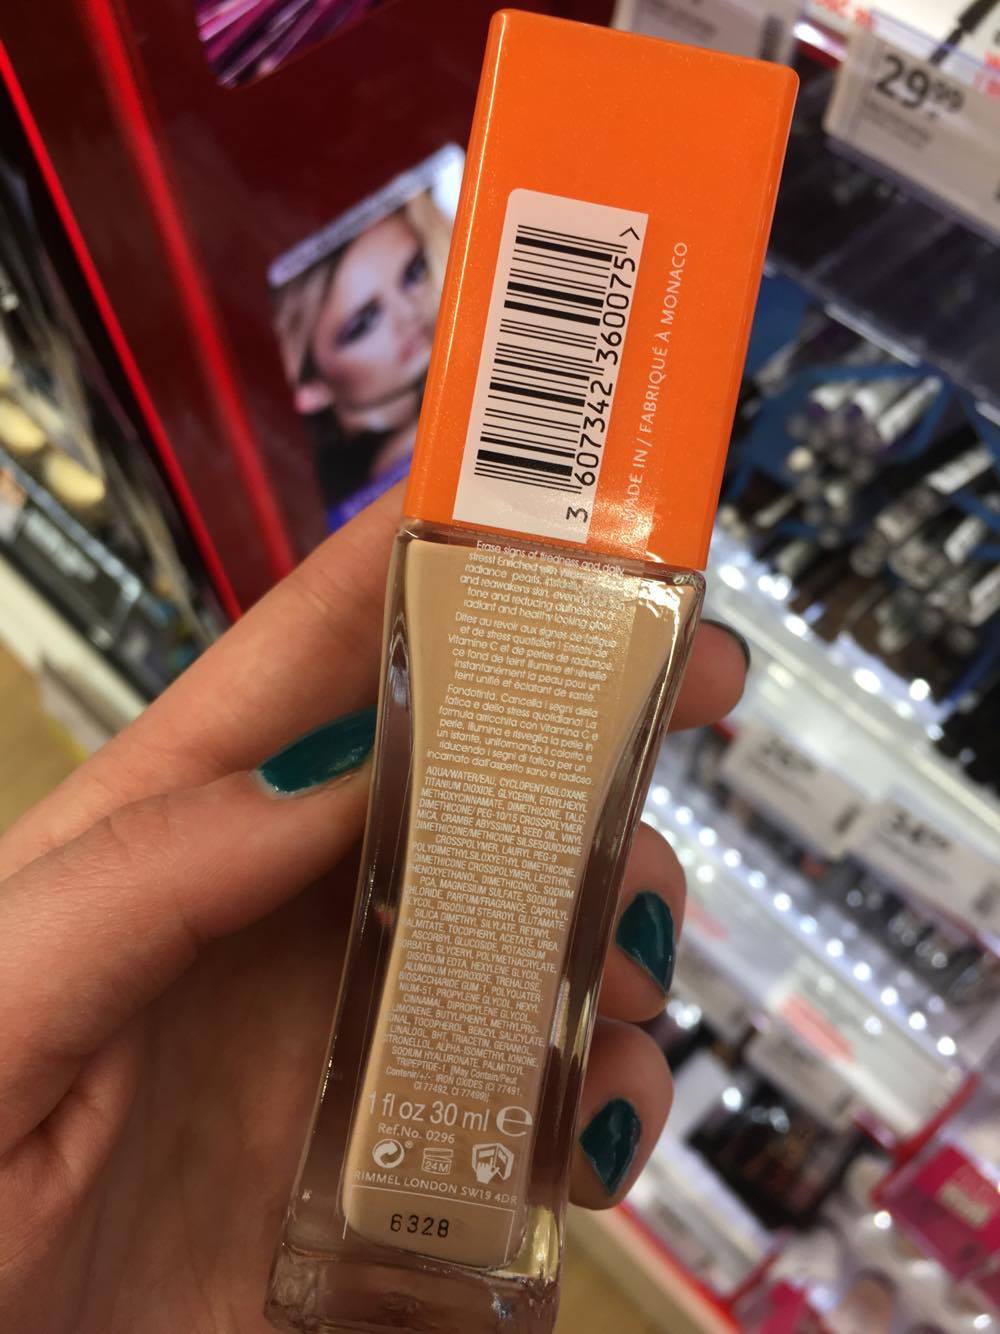 29.99
3 607342 360075 >
MADE IN / FABRIQUÉ À MONACO
Erase signs of tiredness and daily
stress! Enriched with
radiance pearls,
and reawakens skin, evening out skin
tone and reducing dullness for a
radiant and healthy looking glow.
Dites au revoir aux signes de fatigue
et de stress quotidien ! Enrichi de
Vitamine C et de perles de radiance,
ce fond de teint illumine et réveille
instantanément la peau pour un
teint unifié et éclatant de santé.
Fondotinta. Cancella i segni della
fatica e dello stress quotidiano! La
formula arricchita con Vitamina C e
perle, illumina e risveglia la pelle in
un istante, uniformando il colorito e
riducendo i segni di fatica per un
incarnato dall'aspetto sano e radioso.
AQUA/WATER/EAU, CYCLOPENTASILOXANE,
TITANIUM DIOXIDE, GLYCERIN, ETHYLHEXYL
METHOXYCINNAMATE, DIMETHICONE, TALC,
DIMETHICONE/ PEG-10/15 CROSSPOLYMER,
MICA, CRAMBE ABYSSINICA SEED OIL, VINYL
DIMETHICONE/METHICONE SILSESQUIOXANE
CROSSPOLYMER, LAURYL PEG-9
POLYDIMETHYLSILOXYETHYL DIMETHICONE,
DIMETHICONE CROSSPOLYMER, LECITHIN,
PHENOXYETHANOL, DIMETHICONOL, SODIUM
PCA, MAGNESIUM SULFATE, SODIUM
CHLORIDE, PARFUM/FRAGRANCE, CAPRYLYL
GLYCOL, DISODIUM STEAROYL GLUTAMATE,
SILICA DIMETHYL SILYLATE, RETINYL
PALMITATE, TOCOPHERYL ACETATE, UREA,
ASCORBYL GLUCOSIDE, POTASSIUM
SORBATE, GLYCERYL POLYMETHACRYLATE,
DISODIUM EDTA, HEXYLENE GLYCOL,
ALUMINUM HYDROXIDE, TREHALOSE,
BIOSACCHARIDE GUM-1, POLYQUATER-
NIUM-51, PROPYLENE GLYCOL, HEXYL
CINNAMAL, DIPROPYLENE GLYCOL,
LIMONENE, BUTYLPHENYL METHYLPRO-
IONAL, TOCOPHEROL, BENZYL SALICYLATE,
LINALOOL, BHT, TRIACETIN, GERANIOL,
CITRONELLOL, ALPHA-ISOMETHYL IONONE,
SODIUM HYALURONATE, PALMITOYL
TRIPEPTIDE-1. [May Contain/Peut
Contenir/+/-: IRON OXIDES (CI 77491,
CI 77492, CI 77499)].
1 fl oz 30 ml e
Ref.No. 0296
24M
RIMMEL LONDON SW19 4DR
6328